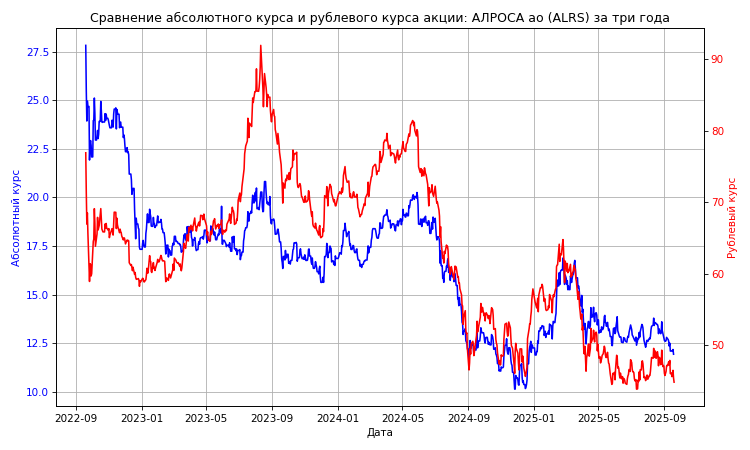 Сравнение абсолютного курса и рублевого курса акции: АЛРОСА ао (ALRS) за три года
27.5
25.0
22.5
20.0
17.5
15.0
12.5
10.0
Абсолютный курс
90
80
70
60
50
Рублевый курс
2022-09 2023-01 2023-05 2023-09 2024-01 2024-05 2024-09 2025-01 2025-05 2025-09
Дата